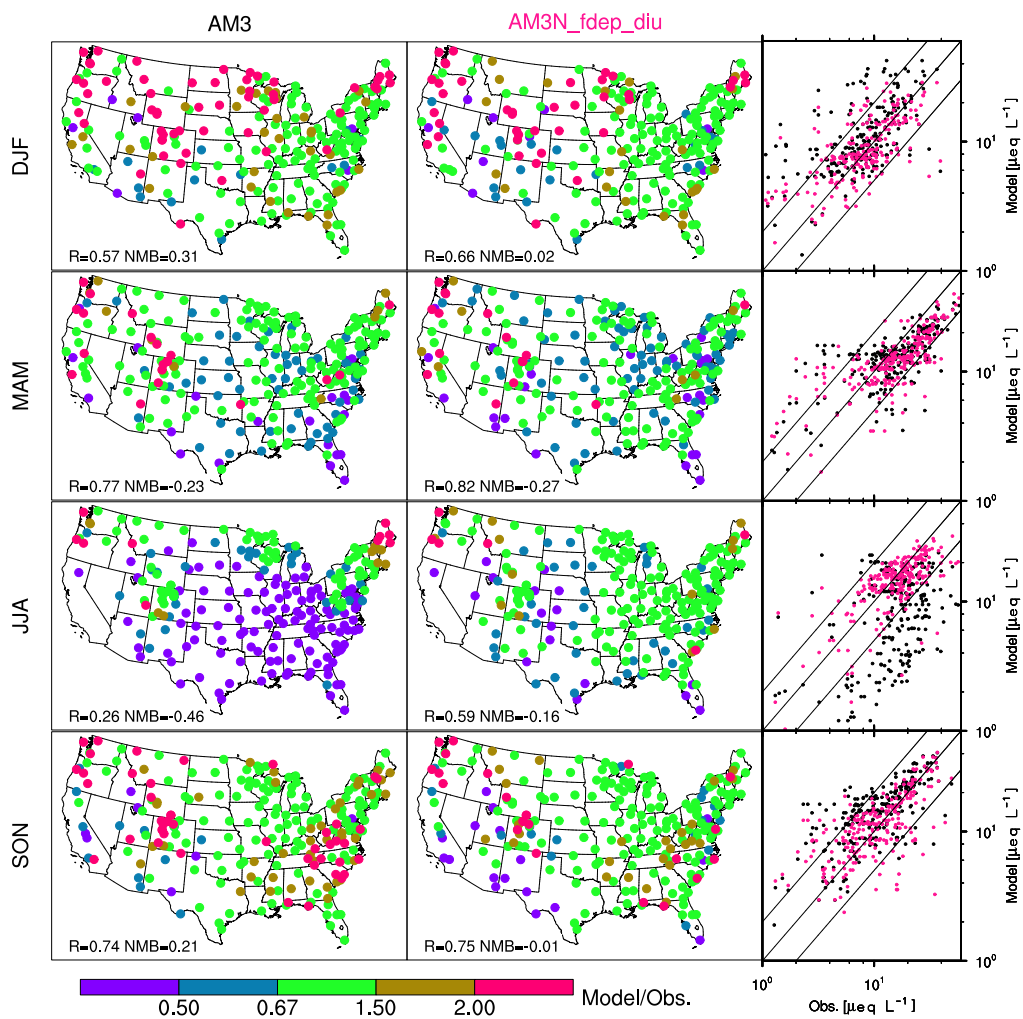 AM3
AM3N_fdep_diu
DJF
R=0.57 NMB=0.31
R=0.66 NMB=0.02
10¹
Model [μeq L⁻¹]
10⁰
MAM
R=0.77 NMB=-0.23
R=0.82 NMB=-0.27
10¹
Model [μeq L⁻¹]
10⁰
JJA
R=0.26 NMB=-0.46
R=0.59 NMB=-0.16
10¹
Model [μeq L⁻¹]
10⁰
SON
R=0.74 NMB=0.21
R=0.75 NMB=-0.01
10¹
Model [μeq L⁻¹]
10⁰
10⁰ 10¹
Obs. [μeq L⁻¹]
0.50 0.67 1.50 2.00 Model/Obs.